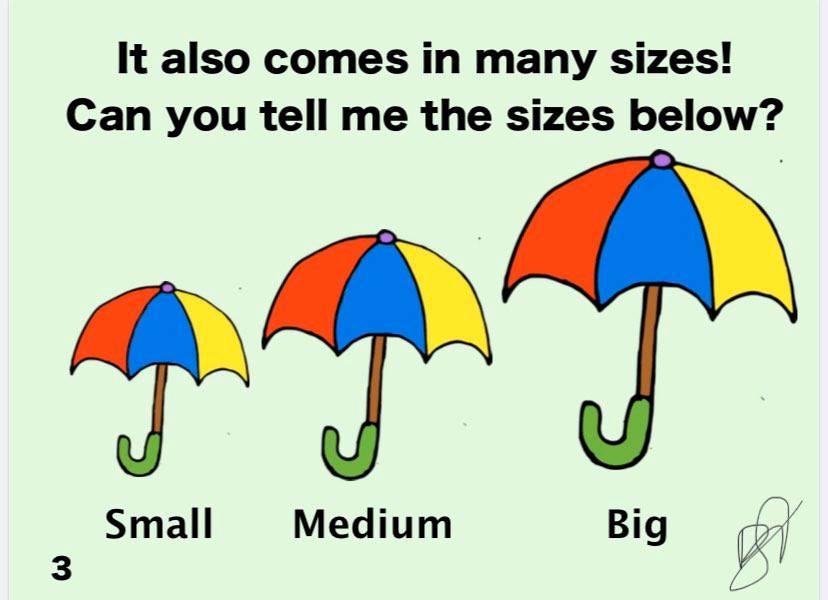 It also comes in many sizes!
Can you tell me the sizes below?
Small Medium Big
3